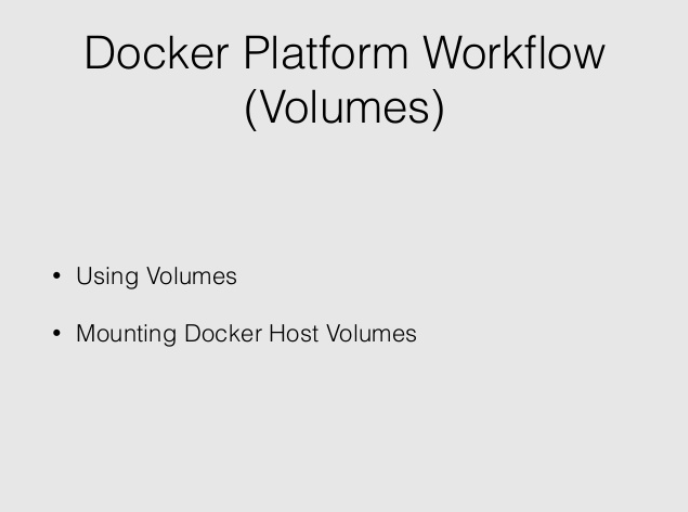 Docker Platform Workflow
(Volumes)
• Using Volumes
• Mounting Docker Host Volumes